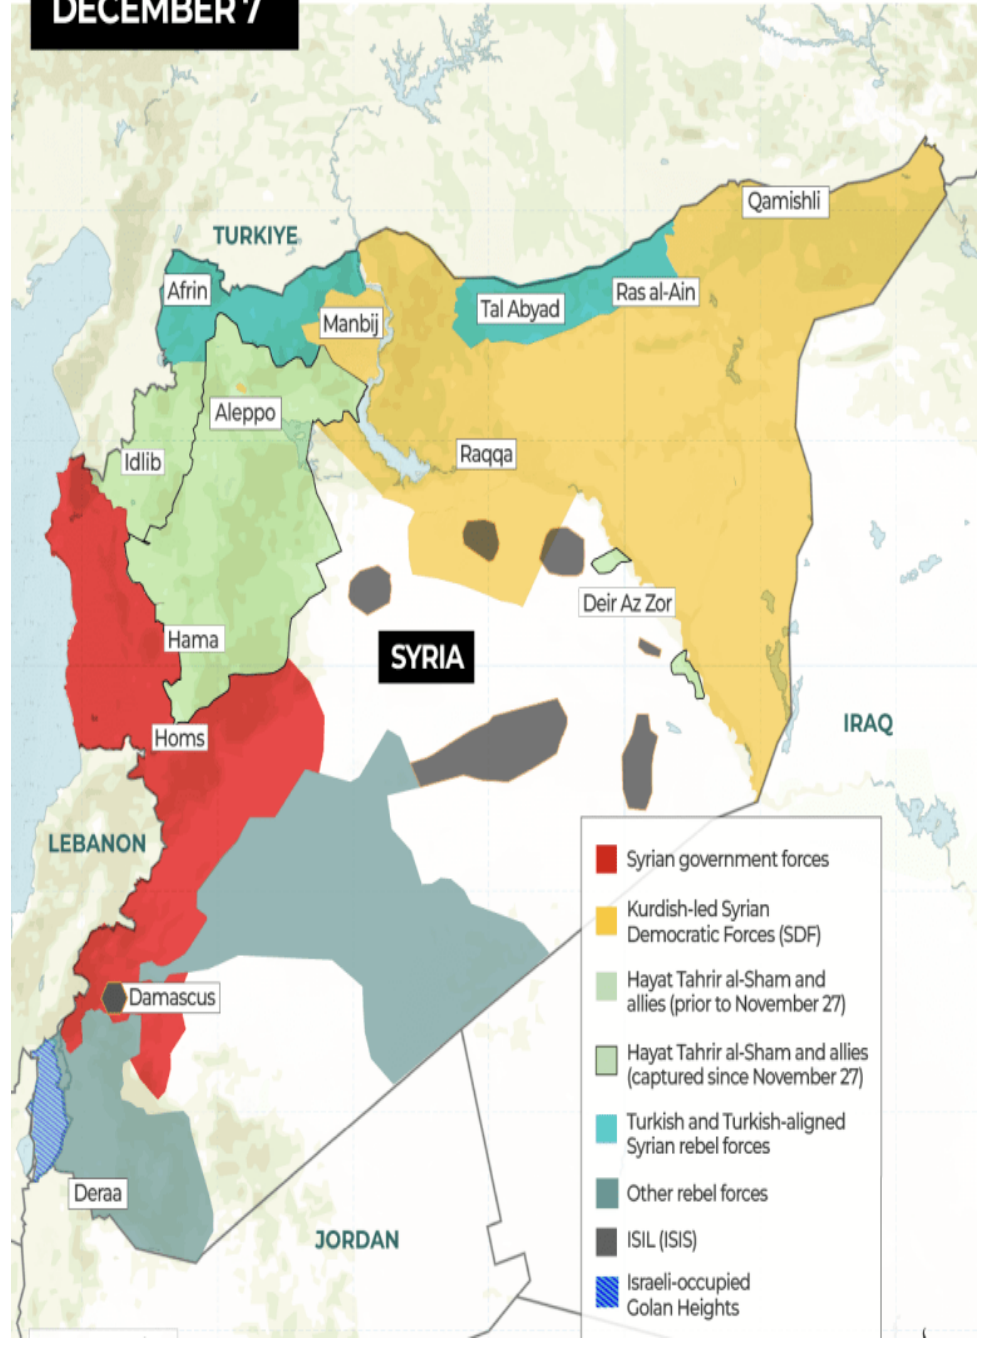 DECEMBER 7
TURKIYE
Qamishli
Afrin
Manbij
Tal Abyad
Ras al-Ain
Aleppo
Idlib
Raqqa
Deir Az Zor
Hama
SYRIA
Homs
IRAQ
LEBANON
Damascus
Deraa
JORDAN
Syrian government forces
Kurdish-led Syrian
Democratic Forces (SDF)
Hayat Tahrir al-Sham and
allies (prior to November 27)
Hayat Tahrir al-Sham and allies
(captured since November 27)
Turkish and Turkish-aligned
Syrian rebel forces
Other rebel forces
ISIL (ISIS)
Israeli-occupied
Golan Heights